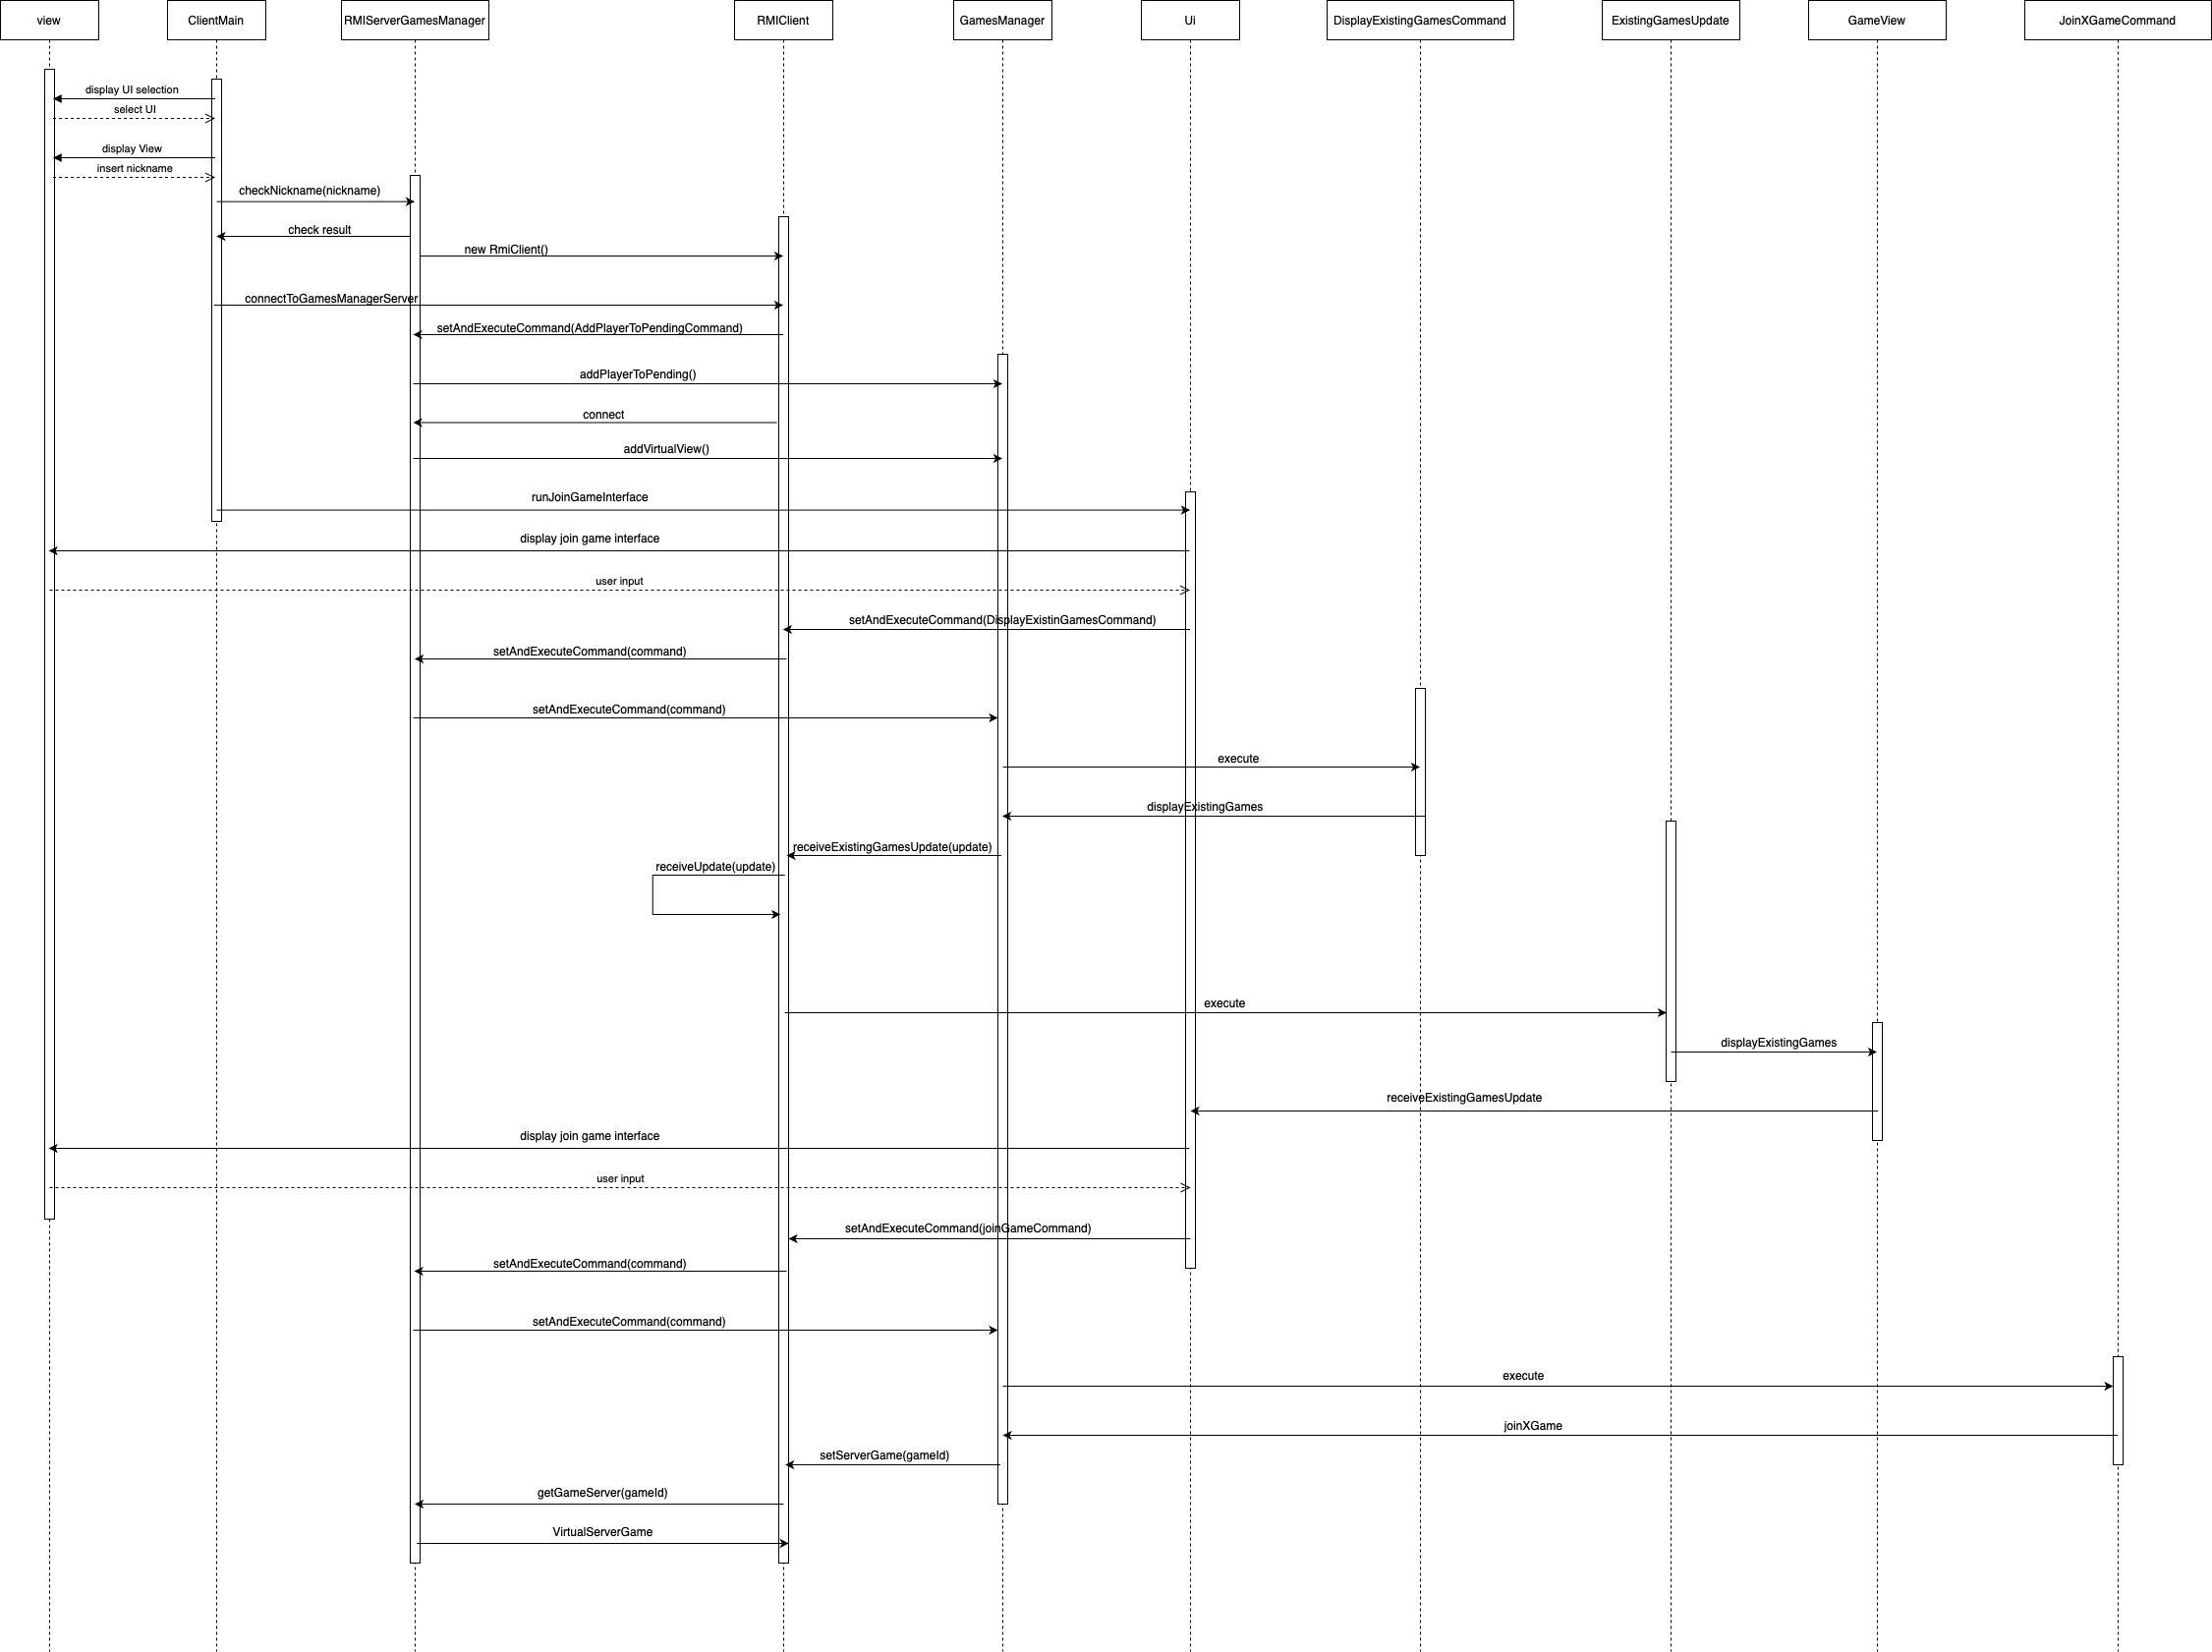 view
ClientMain
RMIServerGamesManager
RMIClient
GamesManager
Ui
DisplayExistingGamesCommand
ExistingGamesUpdate
GameView
JoinXGameCommand
display UI selection
select UI
display View
insert nickname
checkNickname(nickname)
check result
new RmiClient()
connectToGamesManagerServer
setAndExecuteCommand(AddPlayerToPendingCommand)
addPlayerToPending()
connect
addVirtualView()
runJoinGameInterface
display join game interface
user input
setAndExecuteCommand(DisplayExistinGamesCommand)
setAndExecuteCommand(command)
setAndExecuteCommand(command)
execute
displayExistingGames
receiveExistingGamesUpdate(update)
receiveUpdate(update)
execute
displayExistingGames
receiveExistingGamesUpdate
display join game interface
user input
setAndExecuteCommand(joinGameCommand)
setAndExecuteCommand(command)
setAndExecuteCommand(command)
execute
joinXGame
setServerGame(gameId)
getGameServer(gameId)
VirtualServerGame